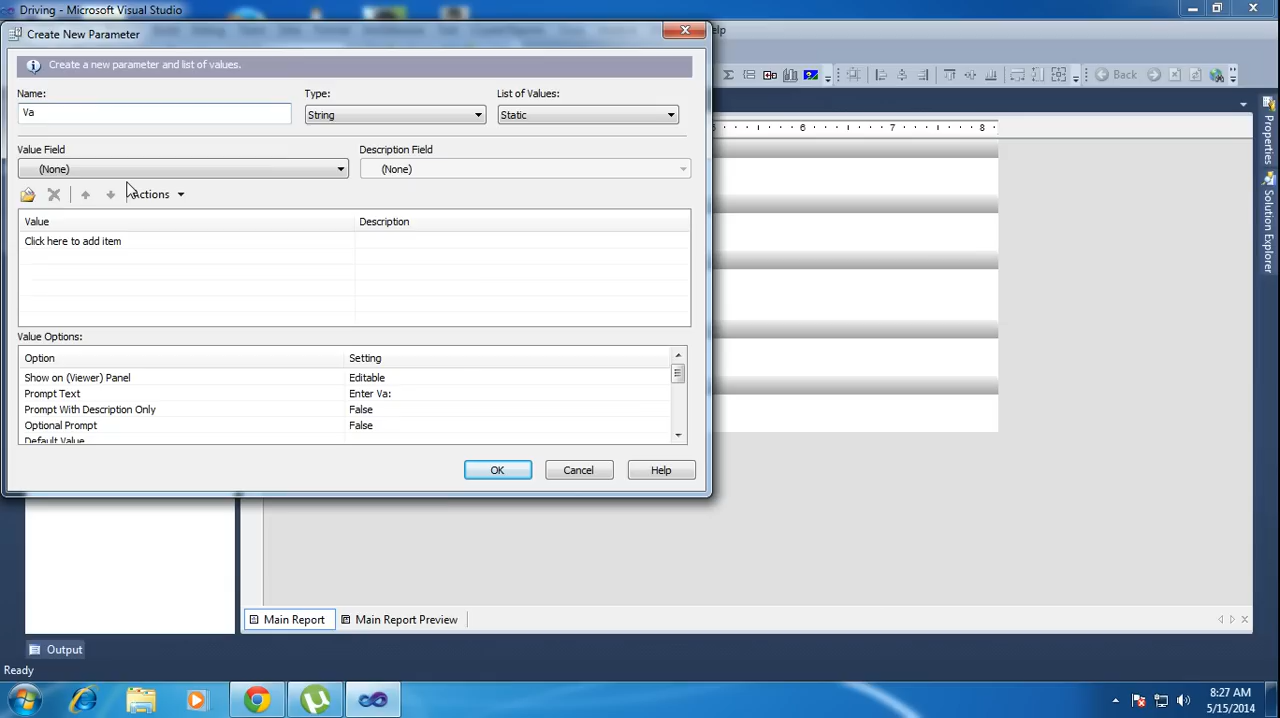 Driving - Microsoft Visual Studio
Create New Parameter
lp
Create a new parameter and list of values.
Name:
Type:
List of Values:
Va
String
Static
Back
Value Field
Description Field
(None)
(None)
Actions
Value
Description
Click here to add item
Value Options:
Option
Setting
Show on (Viewer) Panel
Editable
Prompt Text
Enter Va:
Prompt With Description Only
False
Optional Prompt
False
Default Value
OK
Cancel
Help
6
7
8
Properties
Solution Explorer
Main Report
Main Report Preview
Output
Ready
8:27 AM
5/15/2014